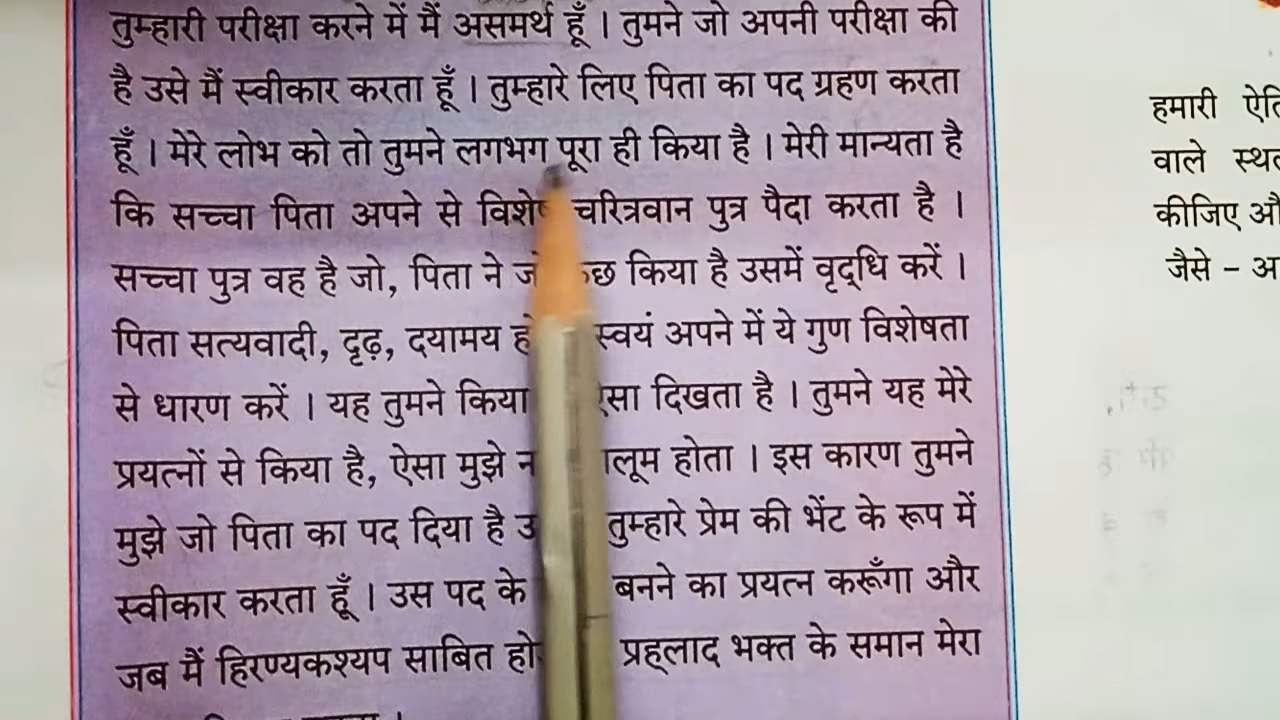 तुम्हारी परीक्षा करने में मैं असमर्थ हूँ । तुमने जो अपनी परीक्षा की
है उसे मैं स्वीकार करता हूँ । तुम्हारे लिए पिता का पद ग्रहण करता
हूँ । मेरे लोभ को तो तुमने लगभग पूरा ही किया है । मेरी मान्यता है
कि सच्चा पिता अपने से विशेष चरित्रवान पुत्र पैदा करता है ।
सच्चा पुत्र वह है जो, पिता ने किया है उसमें वृद्धि करें ।
पिता सत्यवादी, दृढ़, दयामय स्वयं अपने में ये गुण विशेषता
से धारण करें । यह तुमने किया दिखता है । तुमने यह मेरे
प्रयत्नों से किया है, ऐसा मुझे होता । इस कारण तुमने
मुझे जो पिता का पद दिया है तुम्हारे प्रेम की भेंट के रूप में
स्वीकार करता हूँ । उस पद के बनने का प्रयत्न करूँगा और
जब मैं हिरण्यकश्यप साबित प्रह्लाद भक्त के समान मेरा
हमारी
वाले
कीजिए
जैसे –